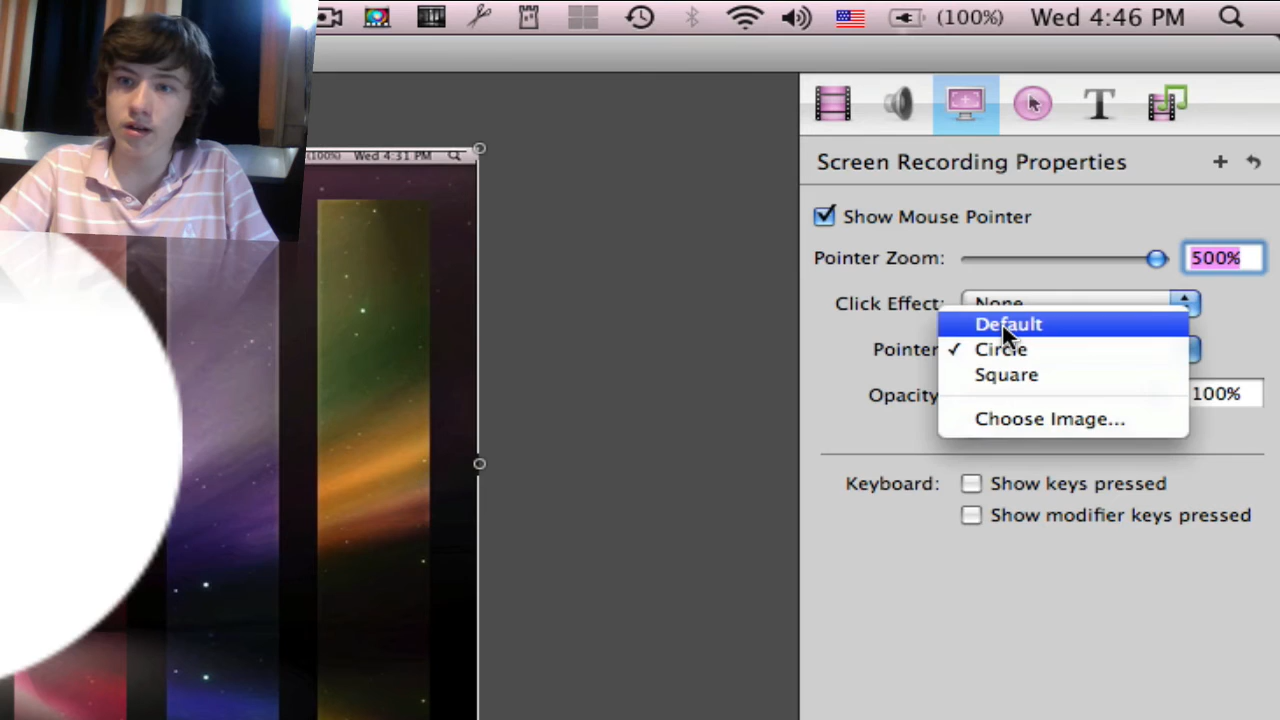 (100%) Wed 4:46 PM
(100%) Wed 4:31 PM
T
Screen Recording Properties +
Show Mouse Pointer
Pointer Zoom: 500%
Click Effect: None
Default
Pointer ✓ Circle
Square
Opacity 100%
Choose Image...
Keyboard: Show keys pressed
Show modifier keys pressed